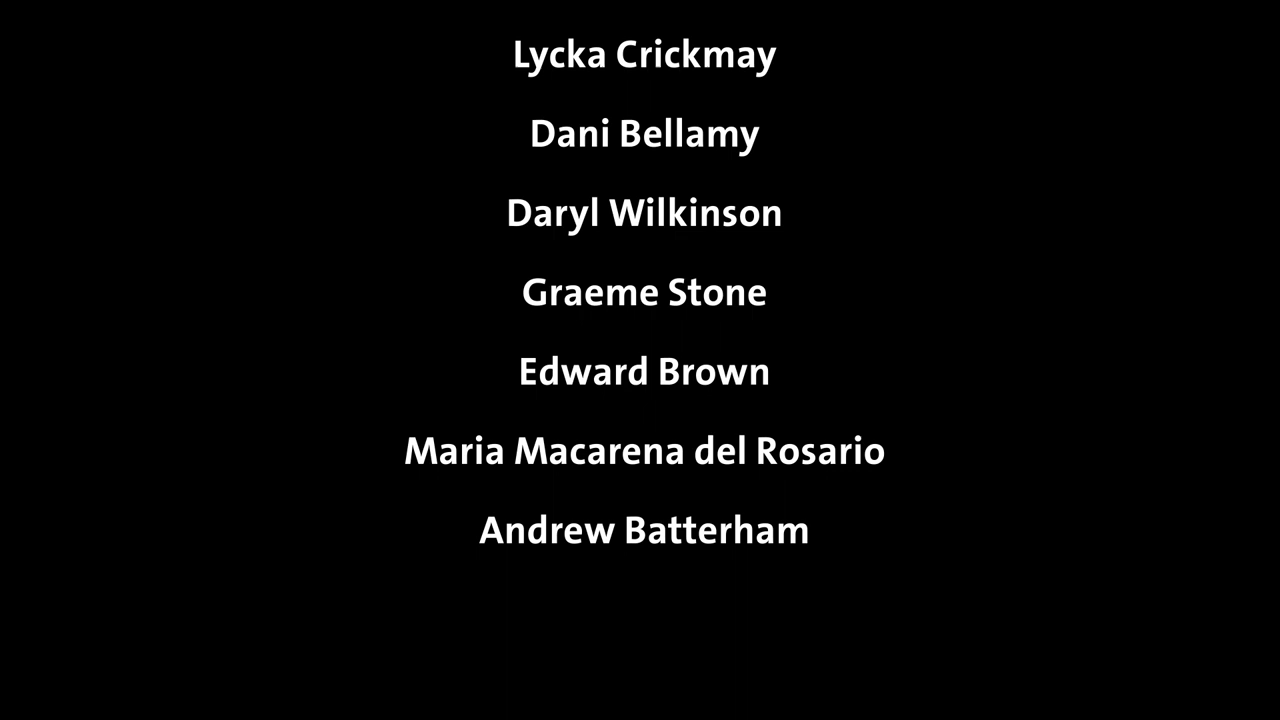 Lycka Crickmay
Dani Bellamy
Daryl Wilkinson
Graeme Stone
Edward Brown
Maria Macarena del Rosario
Andrew Batterham